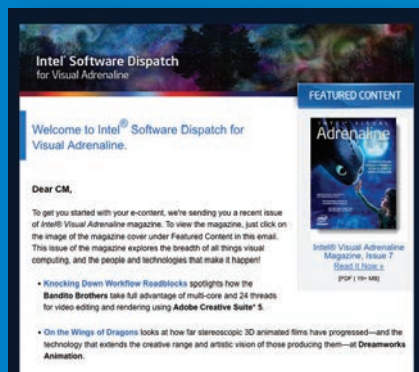 Intel® Software Dispatch
for Visual Adrenaline
FEATURED CONTENT
Welcome to Intel® Software Dispatch for
Visual Adrenaline.
Dear CM,
To get you started with your e-content, we're sending you a recent issue
of Intel® Visual Adrenaline magazine. To view the magazine, just click on
the image of the magazine cover under Featured Content in this email.
This issue of the magazine explores the breadth of all things visual
computing, and the people and technologies that make it happen!
• Knocking Down Workflow Roadblocks spotlights how the
Bandito Brothers take full advantage of multi-core and 24 threads
for video editing and rendering using Adobe Creative Suite® 5.
• On the Wings of Dragons looks at how far stereoscopic 3D animated films have progressed—and the
technology that extends the creative range and artistic vision of those producing them—at Dreamworks
Animation.
INTEL® VISUAL
Adrenaline
Intel® Visual Adrenaline
Magazine, Issue 7
Read It Now »
[PDF | 19+ MB]